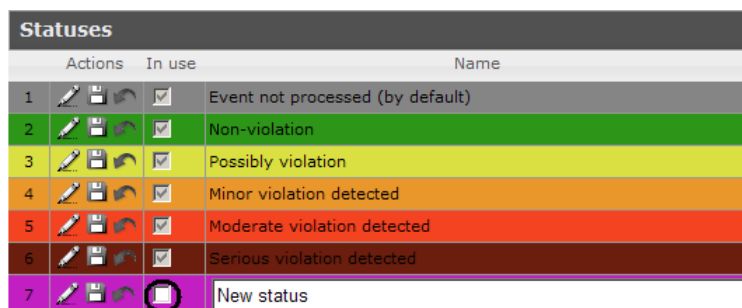 Statuses
Actions In use Name
1 Event not processed (by default)
2 Non-violation
3 Possibly violation
4 Minor violation detected
5 Moderate violation detected
6 Serious violation detected
7 New status